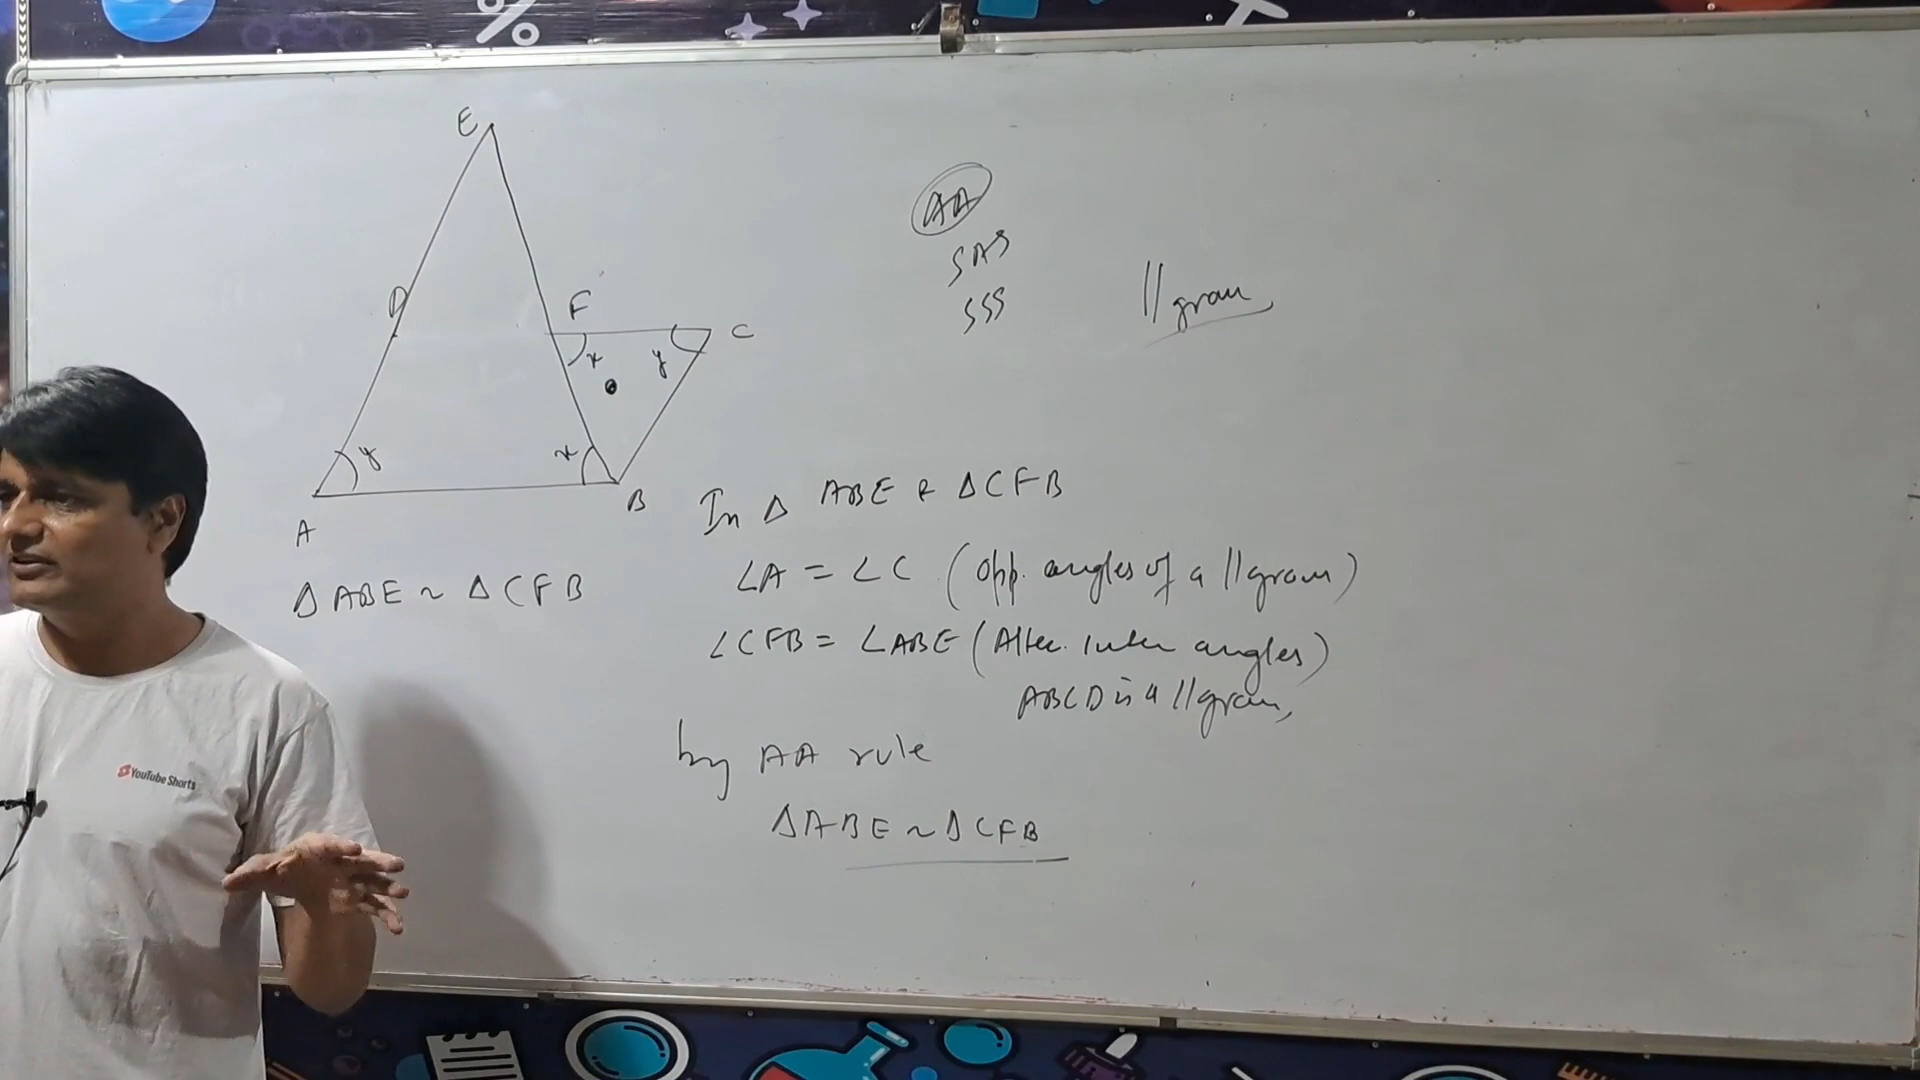 %
E
AA
SAS
SSS
//gram
D
F
C
x
y
y
x
A
B
In Δ ABE & ΔCFB
∠A = ∠C (opp. angles of a //gram)
ΔABE ~ ΔCFB
∠CFB = ∠ABE (Alter. inter angles)
ABCD is a //gram,
by AA rule
ΔABE ~ ΔCFB
YouTube Shorts